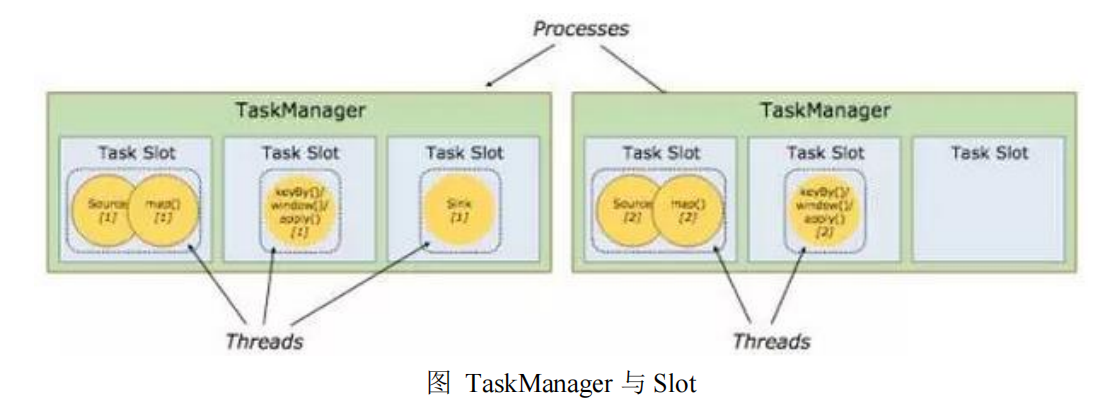 Processes
TaskManager
Task Slot
Source
[1]
map()
[1]
Task Slot
keyBy()/
window()/
apply()
[1]
Task Slot
Sink
[1]
Threads
TaskManager
Task Slot
Source
[2]
map()
[2]
Task Slot
keyBy()/
window()/
apply()
[2]
Task Slot
Threads
图 TaskManager 与 Slot